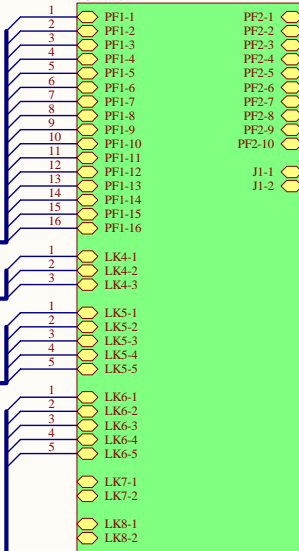 1 PF1-1 PF2-1
2 PF1-2 PF2-2
3 PF1-3 PF2-3
4 PF1-4 PF2-4
5 PF1-5 PF2-5
6 PF1-6 PF2-6
7 PF1-7 PF2-7
8 PF1-8 PF2-8
9 PF1-9 PF2-9
10 PF1-10 PF2-10
11 PF1-11
12 PF1-12 J1-1
13 PF1-13 J1-2
14 PF1-14
15 PF1-15
16 PF1-16
1 LK4-1
2 LK4-2
3 LK4-3
1 LK5-1
2 LK5-2
3 LK5-3
4 LK5-4
5 LK5-5
1 LK6-1
2 LK6-2
3 LK6-3
4 LK6-4
5 LK6-5
LK7-1
LK7-2
LK8-1
LK8-2